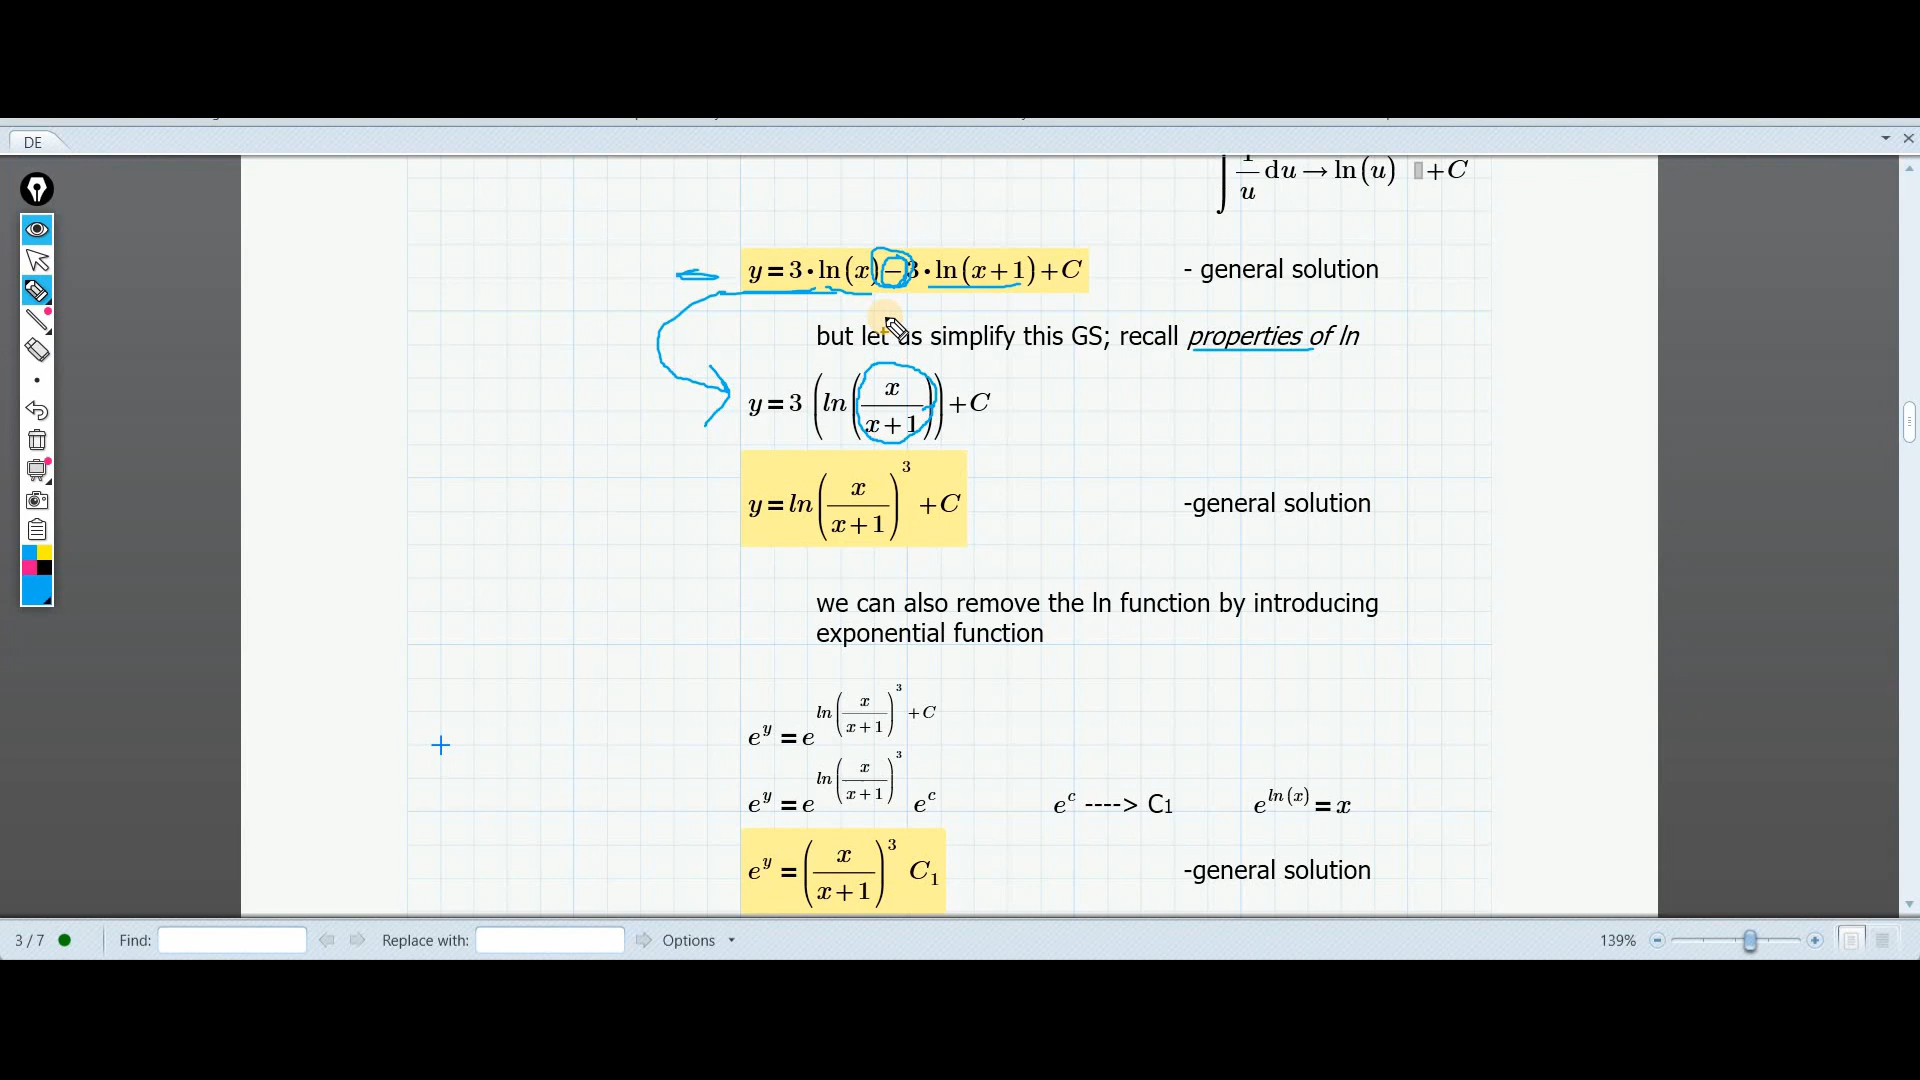 DE
∫ 1/u du → ln(u) +C
y = 3 • ln(x) − 3 • ln(x+1) + C - general solution
but let us simplify this GS; recall properties of ln
y = 3 (ln(x/(x+1))) + C
y = ln(x/(x+1))³ + C -general solution
we can also remove the ln function by introducing
exponential function
e^y = e^(ln(x/(x+1))³ + C)
e^y = e^(ln(x/(x+1))³) e^c e^c ----> C1 e^(ln(x)) = x
e^y = (x/(x+1))³ C₁ -general solution
3 / 7 Find: Replace with: Options 139%